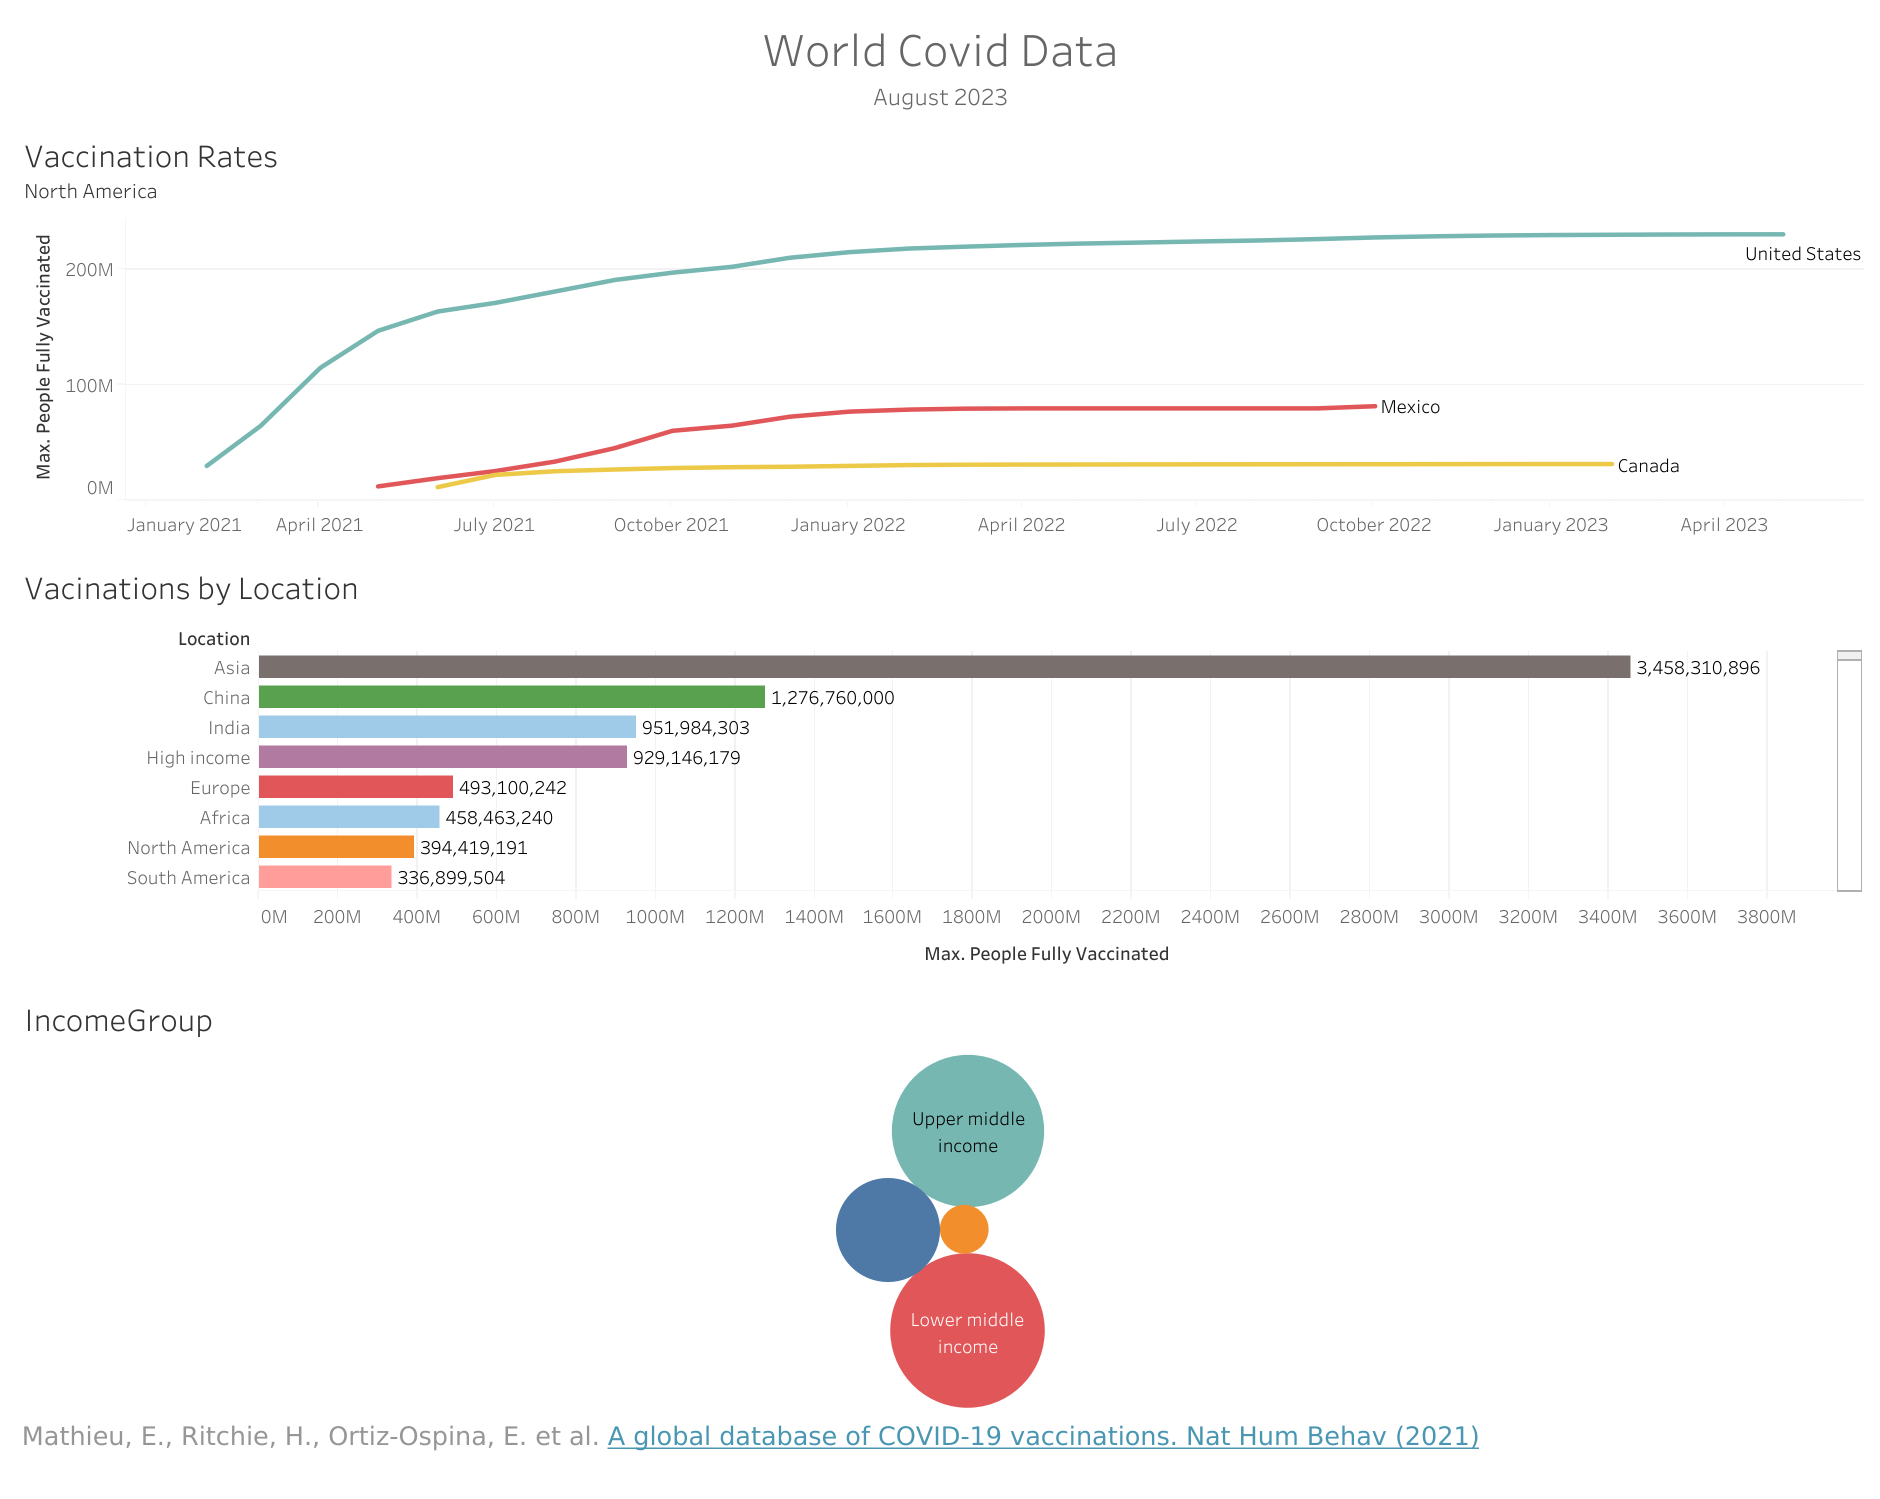 World Covid Data
August 2023
Vaccination Rates
North America
Max. People Fully Vaccinated
200M
100M
0M
United States
Mexico
Canada
January 2021 April 2021 July 2021 October 2021 January 2022 April 2022 July 2022 October 2022 January 2023 April 2023
Vacinations by Location
Location
Asia 3,458,310,896
China 1,276,760,000
India 951,984,303
High income 929,146,179
Europe 493,100,242
Africa 458,463,240
North America 394,419,191
South America 336,899,504
0M 200M 400M 600M 800M 1000M 1200M 1400M 1600M 1800M 2000M 2200M 2400M 2600M 2800M 3000M 3200M 3400M 3600M 3800M
Max. People Fully Vaccinated
IncomeGroup
Upper middle
income
Lower middle
income
Mathieu, E., Ritchie, H., Ortiz-Ospina, E. et al. A global database of COVID-19 vaccinations. Nat Hum Behav (2021)